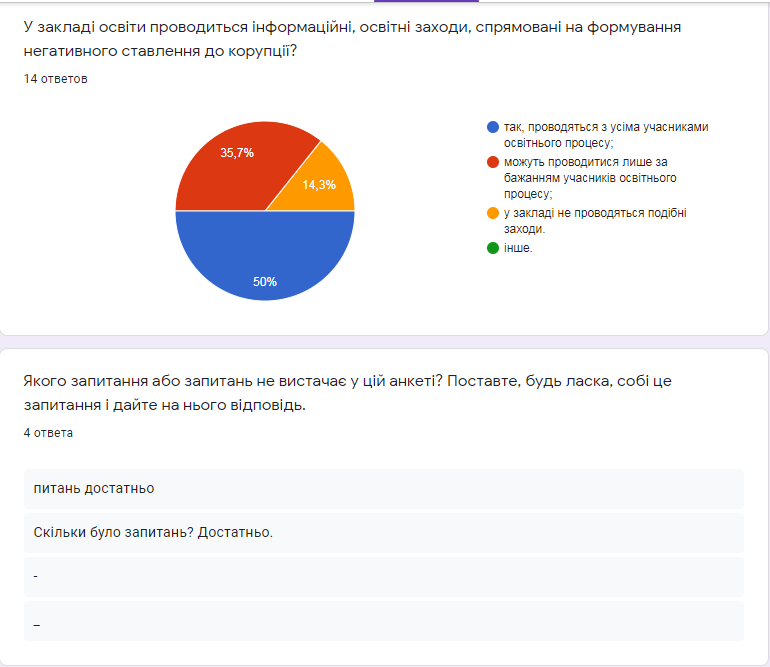 У закладі освіти проводиться інформаційні, освітні заходи, спрямовані на формування
негативного ставлення до корупції?
14 ответов
35,7%
14,3%
50%
так, проводяться з усіма учасниками
освітнього процесу;
можуть проводитися лише за
бажанням учасників освітнього
процесу;
у закладі не проводяться подібні
заходи.
інше.
Якого запитання або запитань не вистачає у цій анкеті? Поставте, будь ласка, собі це
запитання і дайте на нього відповідь.
4 ответа
питань достатньо
Скільки було запитань? Достатньо.
-
_